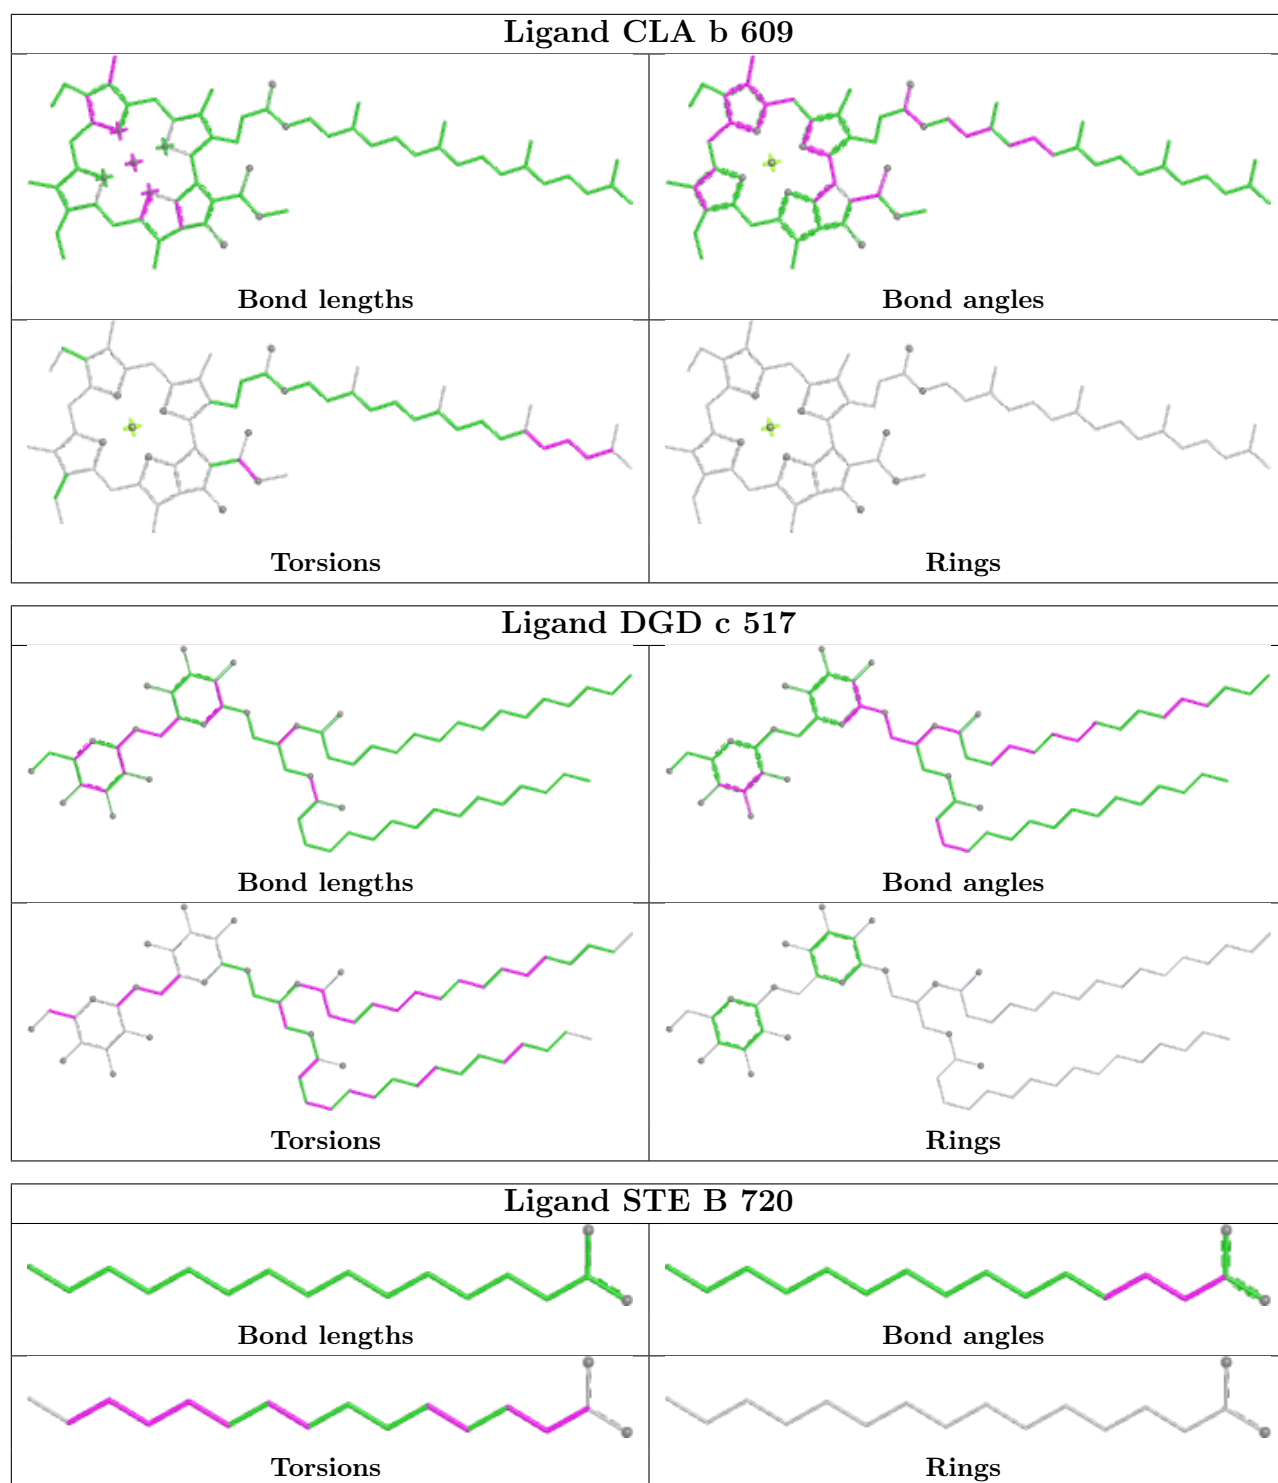 Ligand CLA b 609
Bond lengths
Bond angles
Torsions
Rings
Ligand DGD c 517
Bond lengths
Bond angles
Torsions
Rings
Ligand STE B 720
Bond lengths
Bond angles
Torsions
Rings